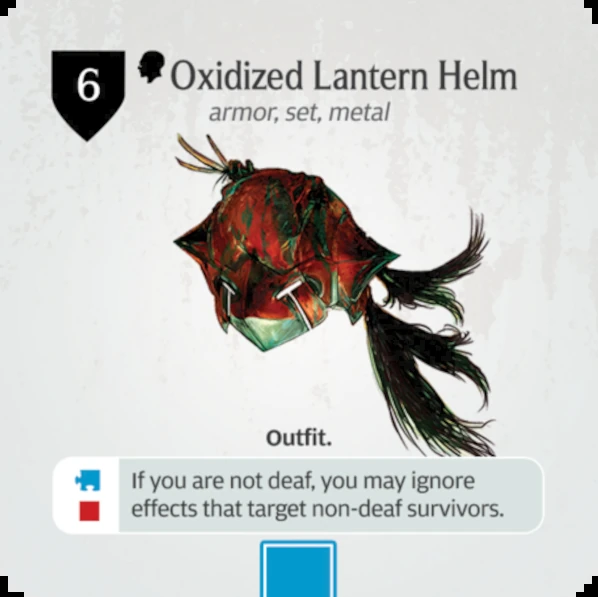 6
Oxidized Lantern Helm
armor, set, metal
Outfit.
If you are not deaf, you may ignore
effects that target non-deaf survivors.